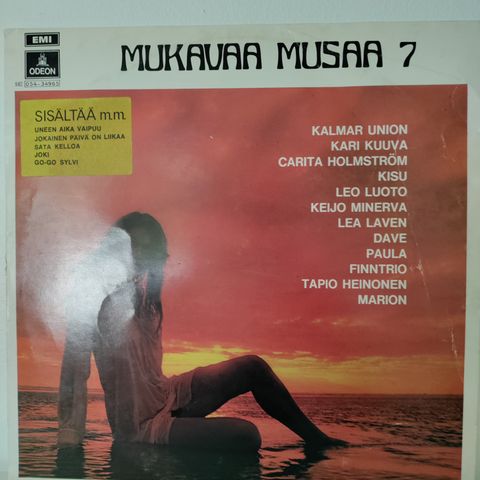 EMI
ODEON
MUKAVAA MUSAA 7
054-34965
SISÄLTÄÄ m.m.
UNEEN AIKA VAIPUU
JOKAINEN PÄIVÄ ON LIIKAA
SATA KELLOA
JOKI
GO-GO SYLVI
KALMAR UNION
KARI KUUVA
CARITA HOLMSTRÖM
KISU
LEO LUOTO
KEIJO MINERVA
LEA LAVEN
DAVE
PAULA
FINNTRIO
TAPIO HEINONEN
MARION